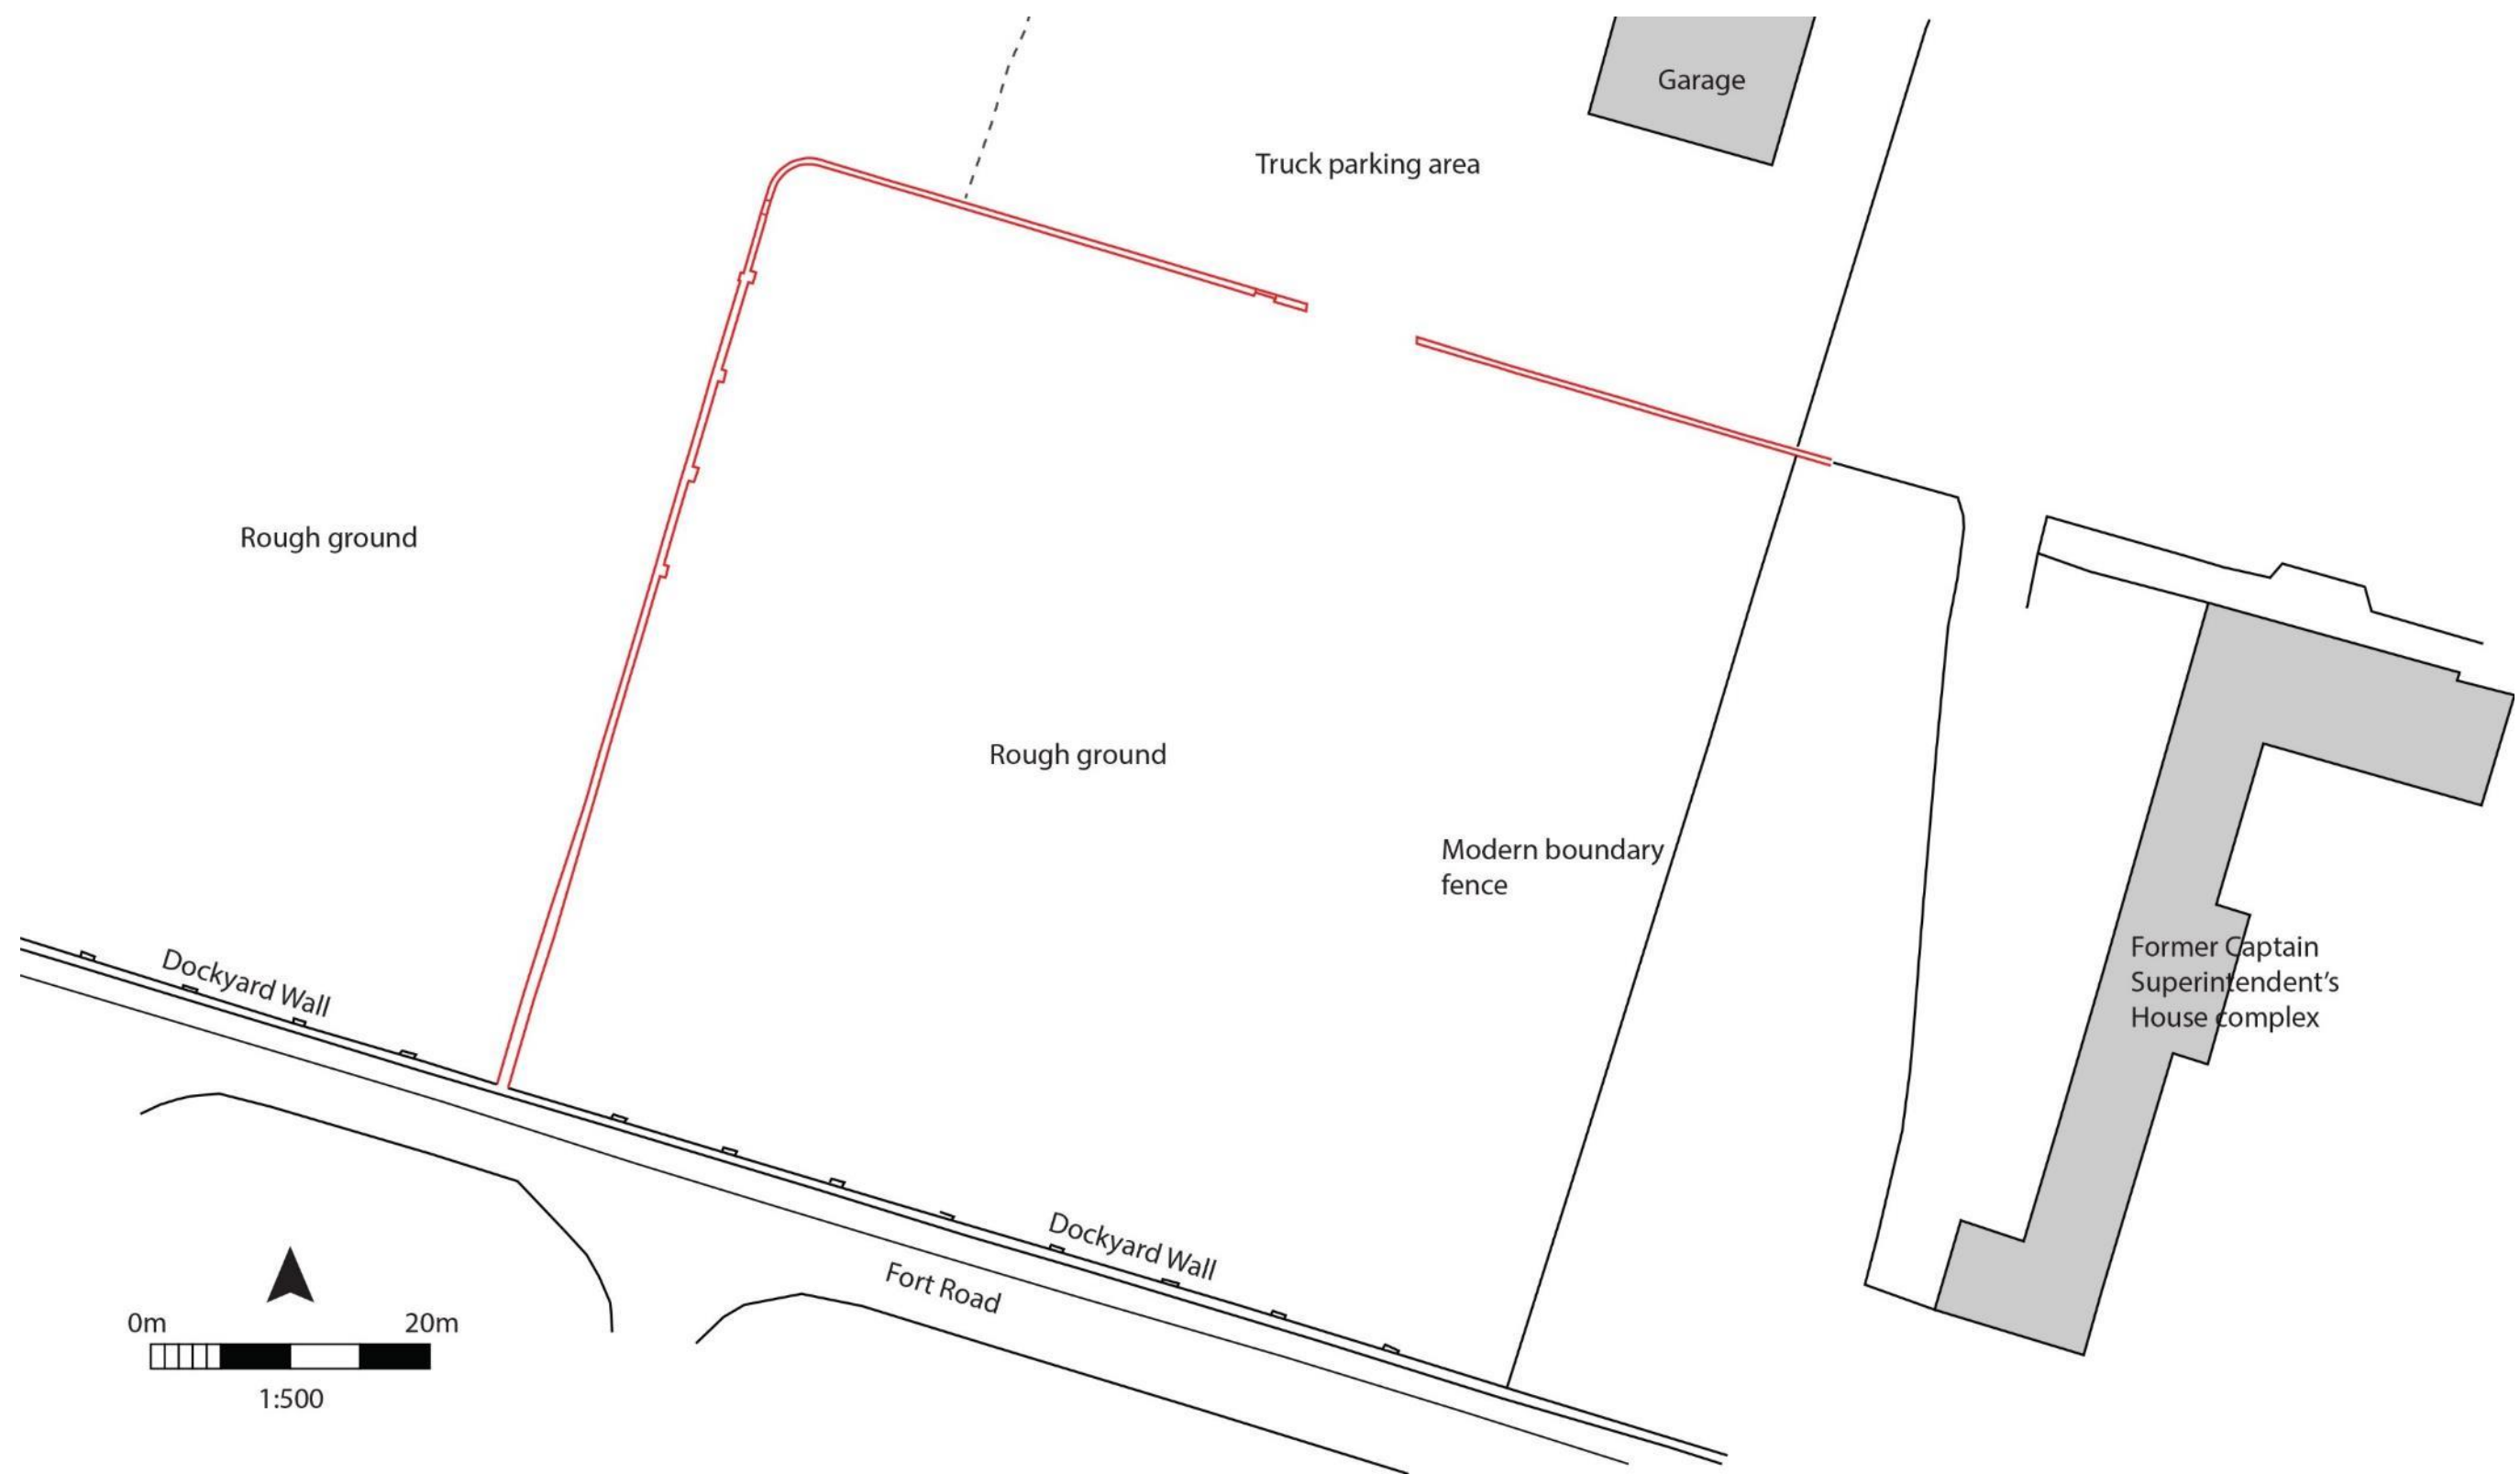 Garage
Truck parking area
Rough ground
Rough ground
Modern boundary
fence
Former Captain
Superintendent’s
House complex
Dockyard Wall
Dockyard Wall
Fort Road
0m
20m
1:500